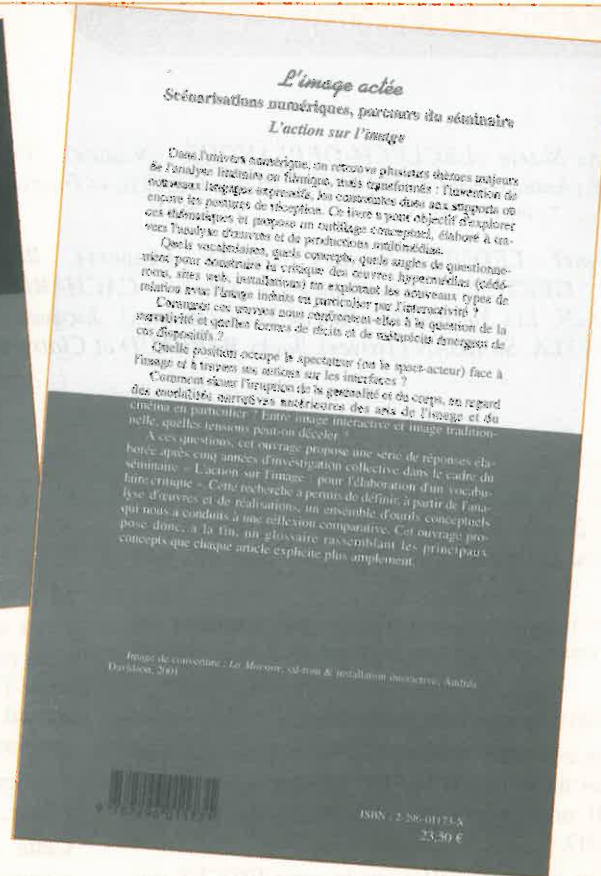 L'image actée
Scénarisations numériques, parcours du séminaire
L'action sur l'image
Dans l'univers numérique, on retrouve plusieurs thèmes majeurs
de l'analyse littéraire ou filmique, mais transformés : l'invention de
nouveaux langages expressifs, les contraintes dues aux supports ou
encore les postures de réception. Ce livre a pour objectif d'explorer
ces thématiques et propose un outillage conceptuel, élaboré à tra-
vers l'analyse d'œuvres et de productions multimédias.
Quels vocabulaires, quels concepts, quels angles de questionne-
ment pour construire la critique des œuvres hypermédias (cédé-
roms, sites web, installations) en explorant les nouveaux types de
relation avec l'image induits en particulier par l'interactivité ?
Comment ces œuvres nous confrontent-elles à la question de la
narrativité et quelles formes de récits et de métarécits émergent de
ces dispositifs ?
Quelle position occupe le spectateur (ou le spect-acteur) face à
l'image et à travers ses actions sur les interfaces ?
Comment situer l'irruption de la gestualité et du corps, au regard
des modalités narratives antérieures des arts de l'image et du
cinéma en particulier ? Entre image interactive et image tradition-
nelle, quelles tensions peut-on déceler ?
A ces questions, cet ouvrage propose une série de réponses éla-
borée après cinq années d'investigation collective dans le cadre du
séminaire « L'action sur l'image : pour l'élaboration d'un vocabu-
laire critique ». Cette recherche a permis de définir, à partir de l'ana-
lyse d'œuvres et de réalisations, un ensemble d'outils conceptuels
qui nous a conduits à une réflexion comparative. Cet ouvrage pro-
pose donc, à la fin, un glossaire rassemblant les principaux
concepts que chaque article explicite plus amplement.
Image de couverture : La Morsure, cd-rom & installation interactive, Andréa
Davidson, 2001
ISBN : 2-296-01173-X
23,50 €